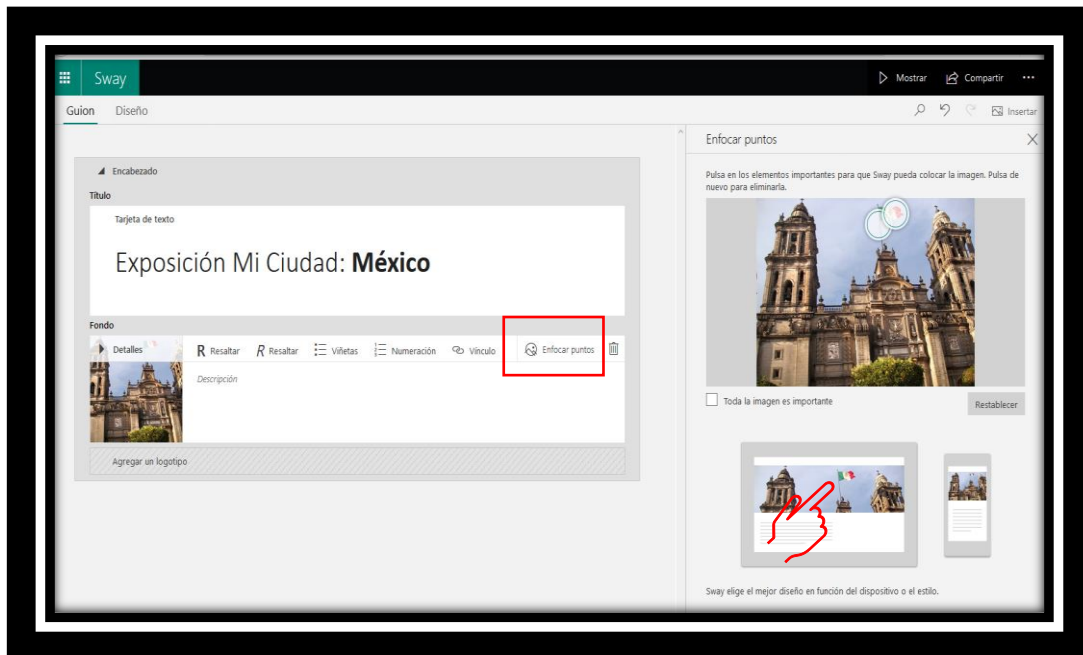 Sway
Mostrar
Compartir
Guion
Diseño
Insertar
Encabezado
Título
Tarjeta de texto
Exposición Mi Ciudad: México
Fondo
Detalles
R Resaltar
R Resaltar
Viñetas
Numeración
Vínculo
Enfocar puntos
Descripción
Agregar un logotipo
Enfocar puntos
Pulsa en los elementos importantes para que Sway pueda colocar la imagen. Pulsa de
nuevo para eliminarla.
Toda la imagen es importante
Restablecer
Sway elige el mejor diseño en función del dispositivo o el estilo.